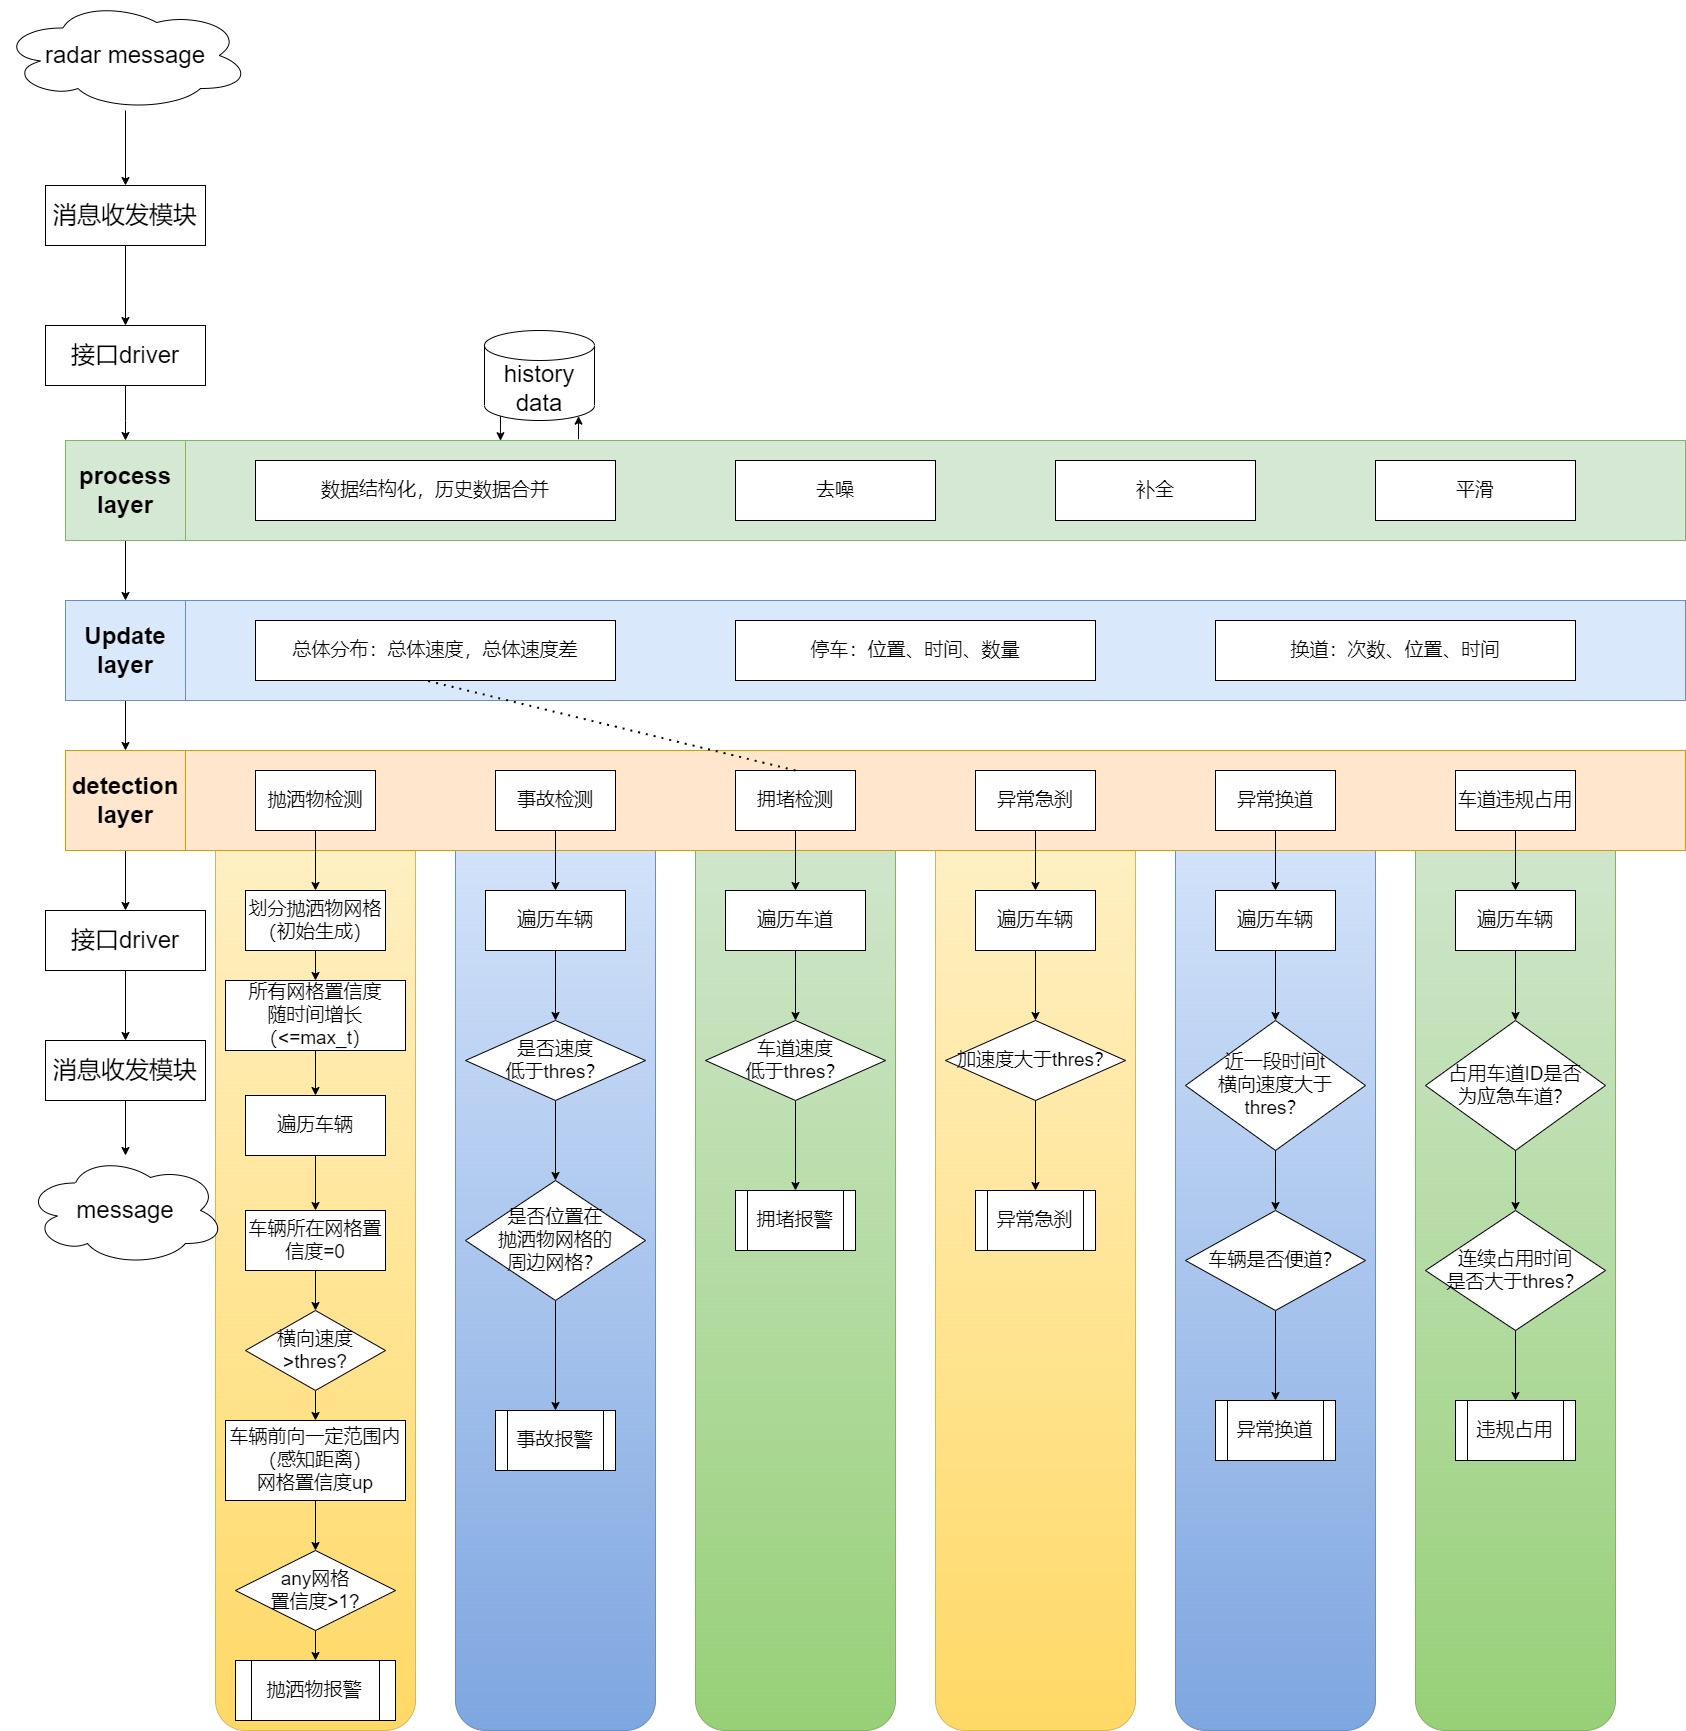 radar message
消息收发模块
接口driver
history
data
process
layer
数据结构化，历史数据合并
去噪
补全
平滑
Update
layer
总体分布：总体速度，总体速度差
停车：位置、时间、数量
换道：次数、位置、时间
detection
layer
抛洒物检测
事故检测
拥堵检测
异常急刹
异常换道
车道违规占用
接口driver
消息收发模块
message
划分抛洒物网格
（初始生成）
所有网格置信度
随时间增长
（<=max_t）
遍历车辆
车辆所在网格置
信度=0
横向速度
>thres?
车辆前向一定范围内
（感知距离）
网格置信度up
any网格
置信度>1?
抛洒物报警
遍历车辆
是否速度
低于thres?
是否位置在
抛洒物网格的
周边网格?
事故报警
遍历车道
车道速度
低于thres?
拥堵报警
遍历车辆
加速度大于thres?
异常急刹
遍历车辆
近一段时间t
横向速度大于
thres?
车辆是否便道?
异常换道
遍历车辆
占用车道ID是否
为应急车道?
连续占用时间
是否大于thres?
违规占用